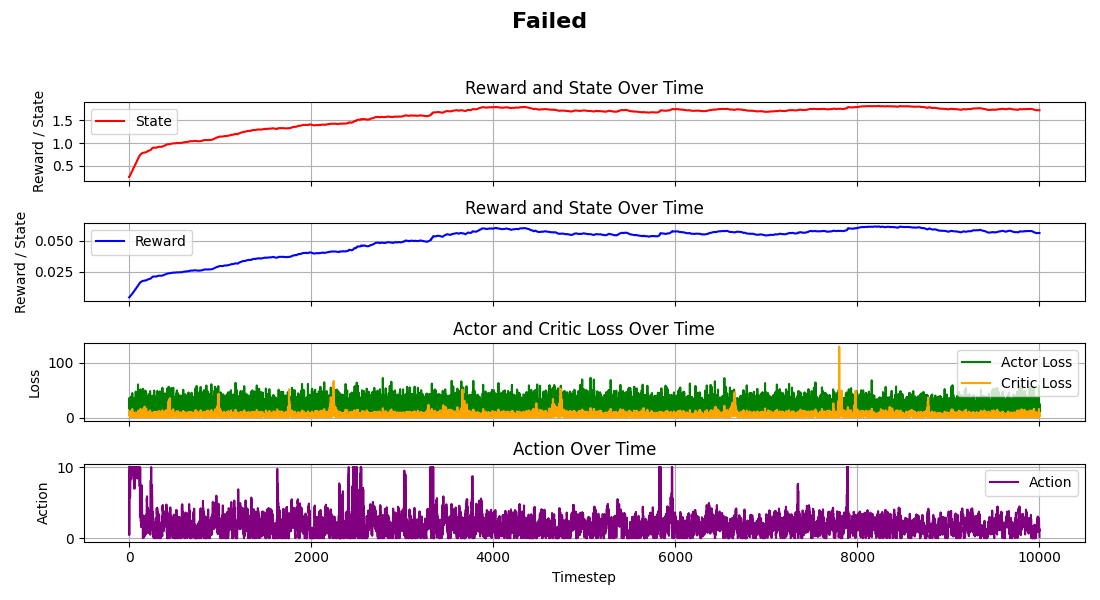 Failed
Reward and State Over Time
Reward / State
1.5
1.0
0.5
State
Reward and State Over Time
Reward / State
0.050
0.025
Reward
Actor and Critic Loss Over Time
Loss
100
0
Actor Loss
Critic Loss
Action Over Time
Action
10
0
Action
0 2000 4000 6000 8000 10000
Timestep